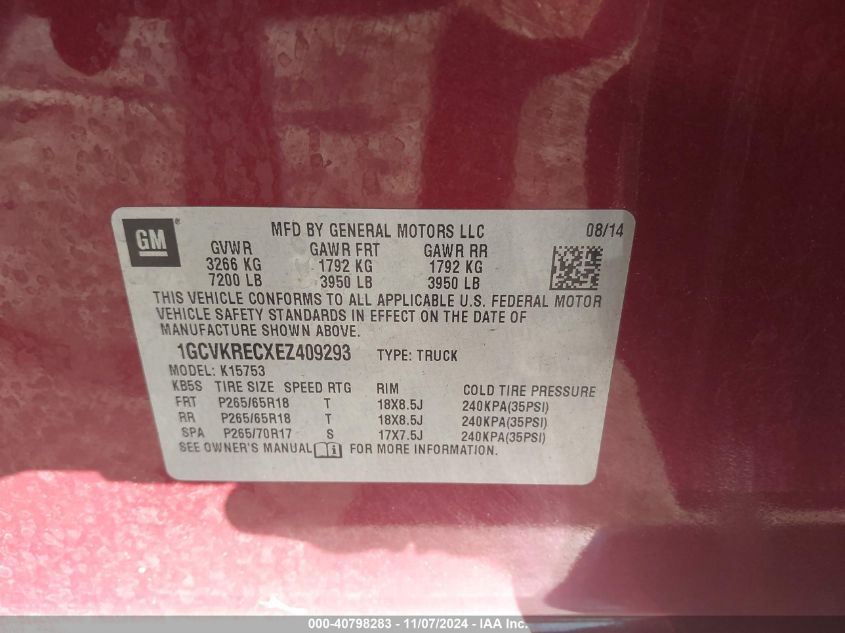 GM
MFD BY GENERAL MOTORS LLC 08/14
GVWR GAWR FRT GAWR RR
3266 KG 1792 KG 1792 KG
7200 LB 3950 LB 3950 LB
THIS VEHICLE CONFORMS TO ALL APPLICABLE U.S. FEDERAL MOTOR
VEHICLE SAFETY STANDARDS IN EFFECT ON THE DATE OF
MANUFACTURE SHOWN ABOVE.
1GCVKRECXEZ409293 TYPE: TRUCK
MODEL: K15753
KB5S TIRE SIZE SPEED RTG RIM COLD TIRE PRESSURE
FRT P265/65R18 T 18X8.5J 240KPA(35PSI)
RR P265/65R18 T 18X8.5J 240KPA(35PSI)
SPA P265/70R17 S 17X7.5J 240KPA(35PSI)
SEE OWNER'S MANUAL FOR MORE INFORMATION.
000-40798283 - 11/07/2024 - IAA Inc.